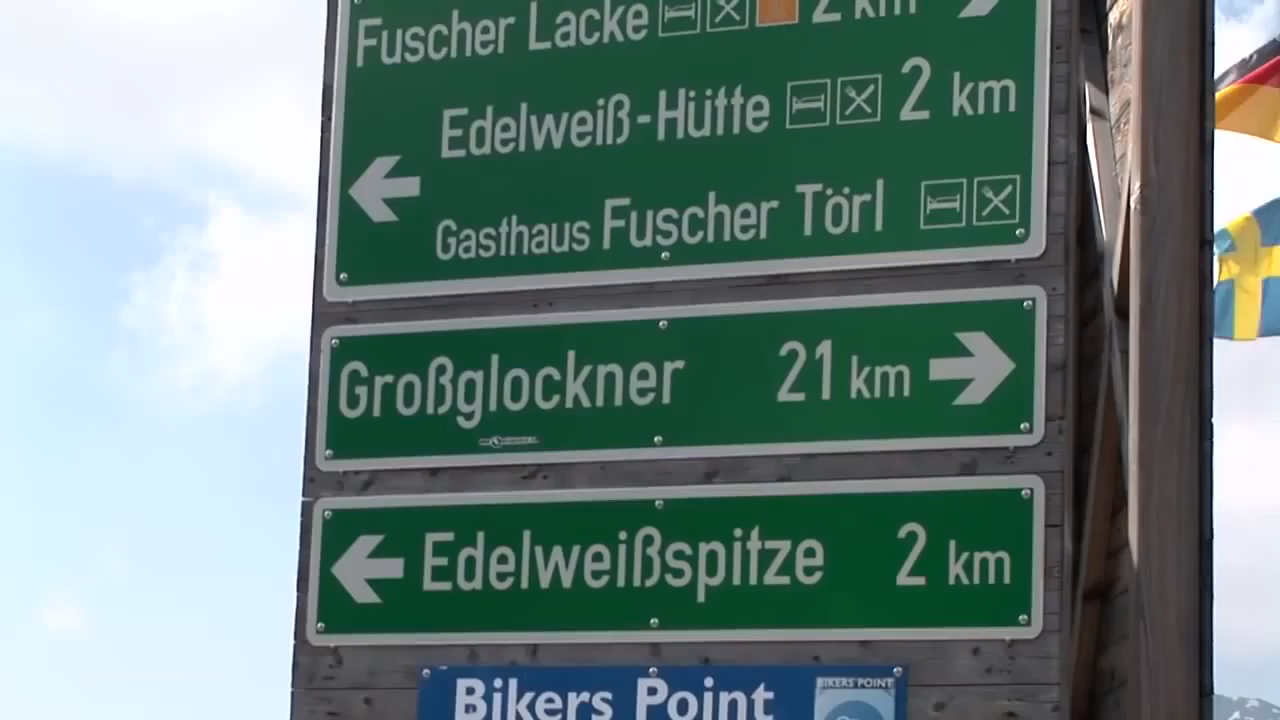 Fuscher Lacke 2 km
Edelweiß-Hütte 2 km
Gasthaus Fuscher Törl
Großglockner 21 km
Edelweißspitze 2 km
Bikers Point
BIKERS POINT